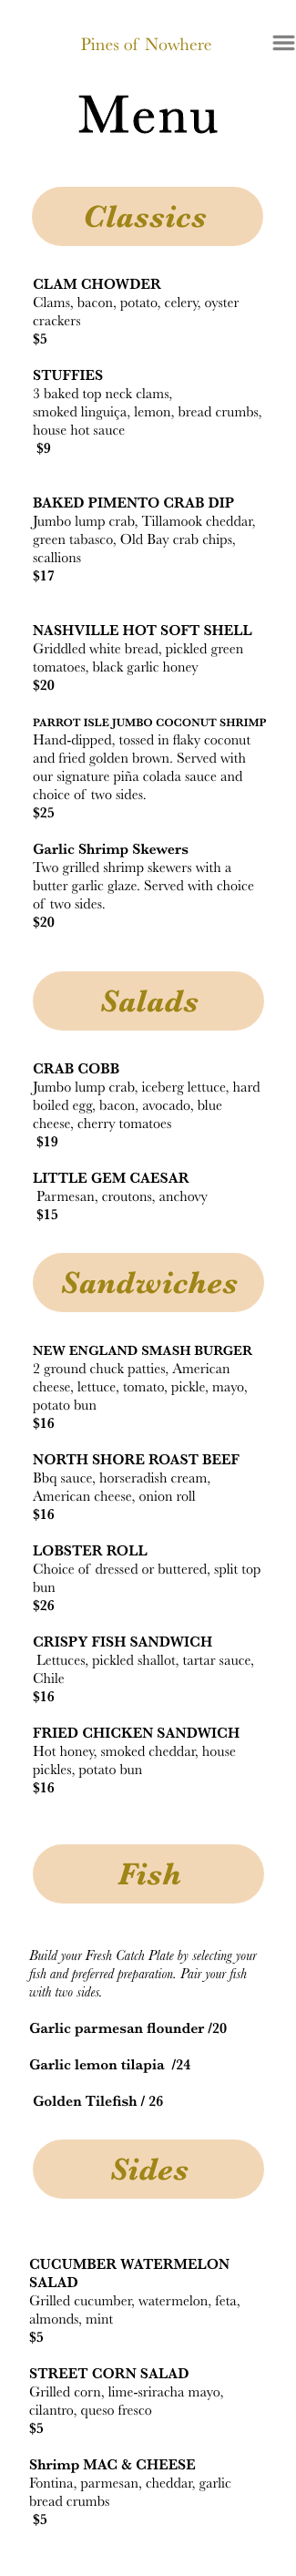 Pines of Nowhere
Menu
Classics
CLAM CHOWDER
Clams, bacon, potato, celery, oyster
crackers
$5
STUFFIES
3 baked top neck clams,
smoked linguiça, lemon, bread crumbs,
house hot sauce
$9
BAKED PIMENTO CRAB DIP
Jumbo lump crab, Tillamook cheddar,
green tabasco, Old Bay crab chips,
scallions
$17
NASHVILLE HOT SOFT SHELL
Griddled white bread, pickled green
tomatoes, black garlic honey
$20
PARROT ISLE JUMBO COCONUT SHRIMP
Hand-dipped, tossed in flaky coconut
and fried golden brown. Served with
our signature piña colada sauce and
choice of two sides.
$25
Garlic Shrimp Skewers
Two grilled shrimp skewers with a
butter garlic glaze. Served with choice
of two sides.
$20
Salads
CRAB COBB
Jumbo lump crab, iceberg lettuce, hard
boiled egg, bacon, avocado, blue
cheese, cherry tomatoes
$19
LITTLE GEM CAESAR
Parmesan, croutons, anchovy
$15
Sandwiches
NEW ENGLAND SMASH BURGER
2 ground chuck patties, American
cheese, lettuce, tomato, pickle, mayo,
potato bun
$16
NORTH SHORE ROAST BEEF
Bbq sauce, horseradish cream,
American cheese, onion roll
$16
LOBSTER ROLL
Choice of dressed or buttered, split top
bun
$26
CRISPY FISH SANDWICH
Lettuces, pickled shallot, tartar sauce,
Chile
$16
FRIED CHICKEN SANDWICH
Hot honey, smoked cheddar, house
pickles, potato bun
$16
Fish
Build your Fresh Catch Plate by selecting your
fish and preferred preparation. Pair your fish
with two sides.
Garlic parmesan flounder /20
Garlic lemon tilapia /24
Golden Tilefish / 26
Sides
CUCUMBER WATERMELON
SALAD
Grilled cucumber, watermelon, feta,
almonds, mint
$5
STREET CORN SALAD
Grilled corn, lime-sriracha mayo,
cilantro, queso fresco
$5
Shrimp MAC & CHEESE
Fontina, parmesan, cheddar, garlic
bread crumbs
$5